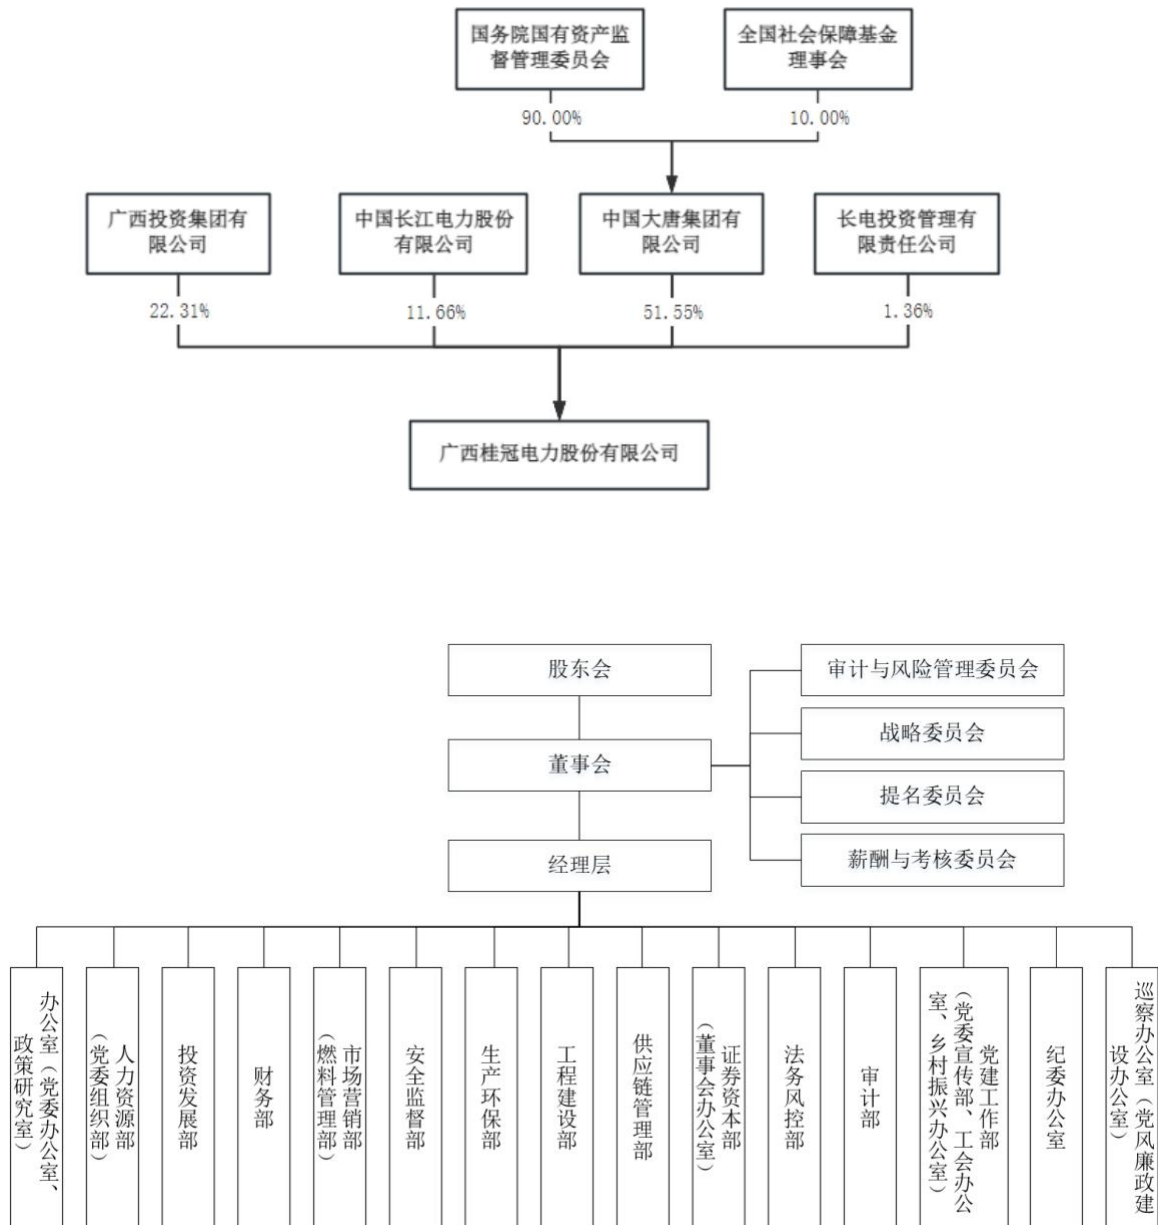 国务院国有资产监
督管理委员会
全国社会保障基金
理事会
90.00%
10.00%
广西投资集团有
限公司
中国长江电力股份
有限公司
中国大唐集团有
限公司
长电投资管理有
限责任公司
22.31%
11.66%
51.55%
1.36%
广西桂冠电力股份有限公司
股东会
审计与风险管理委员会
战略委员会
董事会
提名委员会
经理层
薪酬与考核委员会
办公室（党委办公室、
政策研究室）
人力资源部
（党委组织部）
投资发展部
财务部
市场营销部
（燃料管理部）
安全监督部
生产环保部
工程建设部
供应链管理部
证券资本部
（董事会办公室）
法务风控部
审计部
党建工作部
（党委宣传部、工会办公
室、乡村振兴办公室）
纪委办公室
巡察办公室（党风廉政建
设办公室）